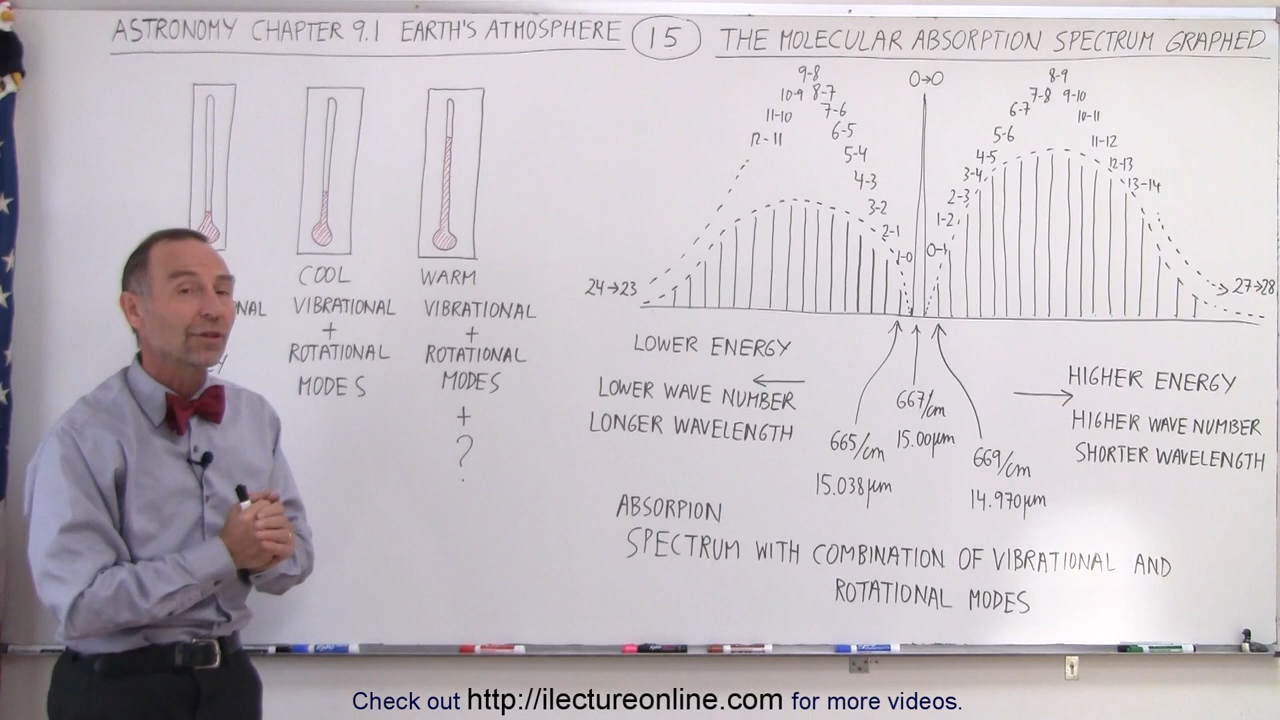 ASTRONOMY CHAPTER 9.1 EARTH'S ATMOSPHERE 15 THE MOLECULAR ABSORPTION SPECTRUM GRAPHED
NAL
COOL
VIBRATIONAL
+
ROTATIONAL
MODES
WARM
VIBRATIONAL
+
ROTATIONAL
MODES
+
?
9-8
10-9 8-7
11-10 7-6
12-11 6-5
5-4
4-3
3-2
2-1
1-0
24→23
0→0
8-9
7-8 9-10
6-7 10-11
5-6 11-12
4-5 12-13
3-4 13-14
2-3
1-2
0-1
27→28
LOWER ENERGY
LOWER WAVE NUMBER
LONGER WAVELENGTH
665/cm
15.038μm
667/cm
15.00μm
669/cm
14.970μm
HIGHER ENERGY
HIGHER WAVE NUMBER
SHORTER WAVELENGTH
ABSORPION
SPECTRUM WITH COMBINATION OF VIBRATIONAL AND
ROTATIONAL MODES
Check out http://ilectureonline.com for more videos.